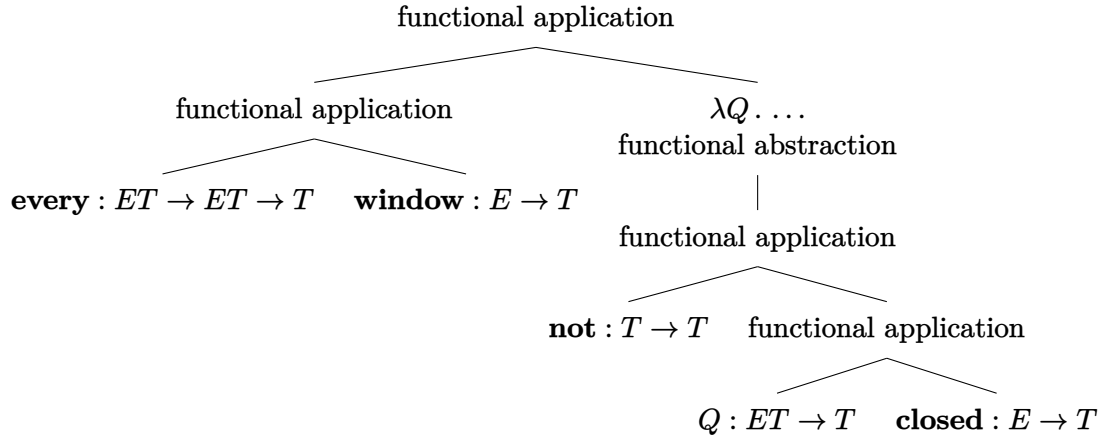 functional application
functional application
λQ . . . .
functional abstraction
every : ET → ET → T
window : E → T
functional application
not : T → T
functional application
Q : ET → T
closed : E → T